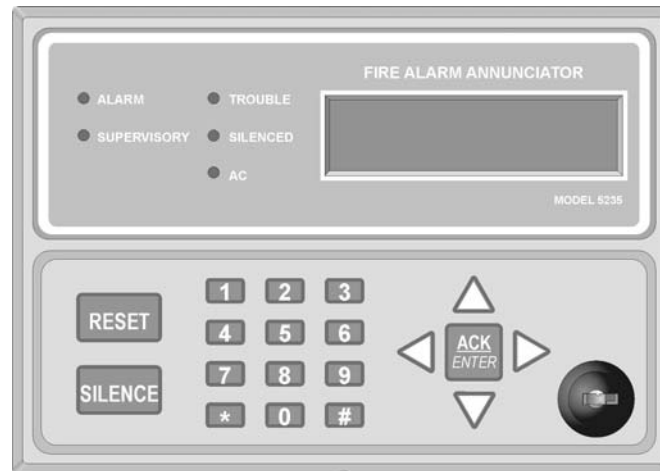 FIRE ALARM ANNUNCIATOR
ALARM TROUBLE
SUPERVISORY SILENCED
AC
MODEL 5235
RESET
SILENCE
1 2 3
4 5 6
7 8 9
* 0 #
ACK
ENTER